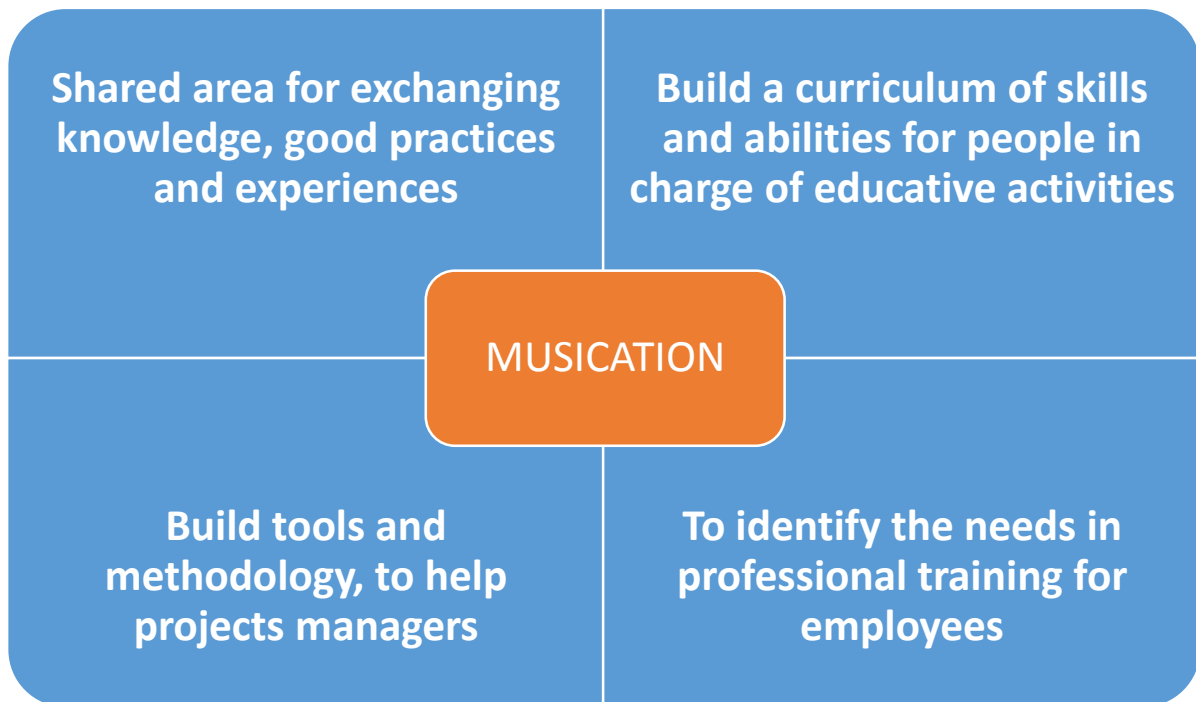 Shared area for exchanging
knowledge, good practices
and experiences
Build a curriculum of skills
and abilities for people in
charge of educative activities
MUSICATION
Build tools and
methodology, to help
projects managers
To identify the needs in
professional training for
employees